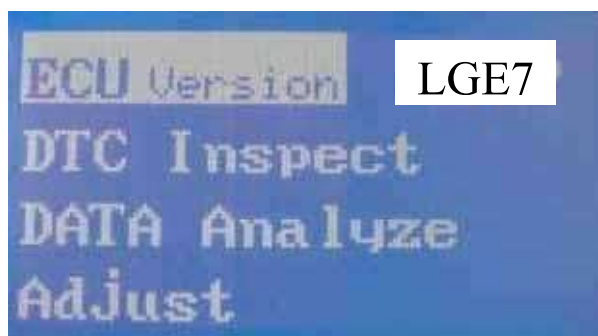 ECU Version LGE7
DTC Inspect
DATA Analyze
Adjust